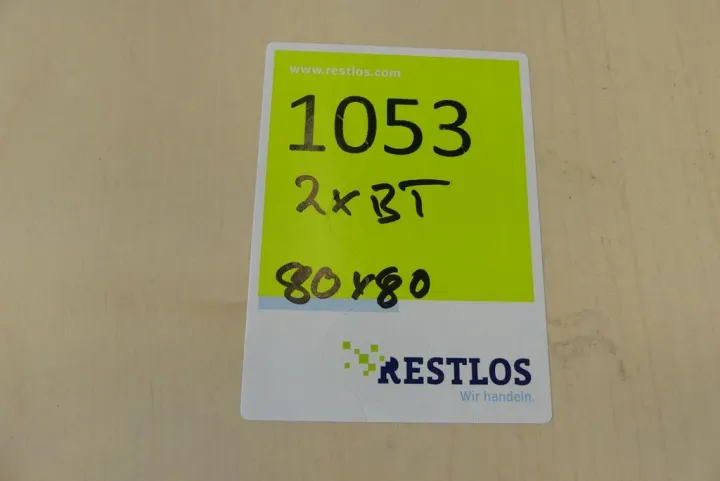 www.restlos.com
1053
2xBT
80x80
RESTLOS
Wir handeln.